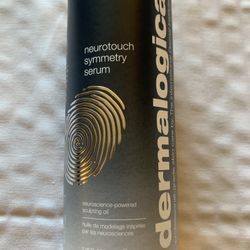 neurotouch
symmetry
serum
neuroscience-powered
sculpting oil
huile de modelage inspirée
par les neurosciences
dermalogica